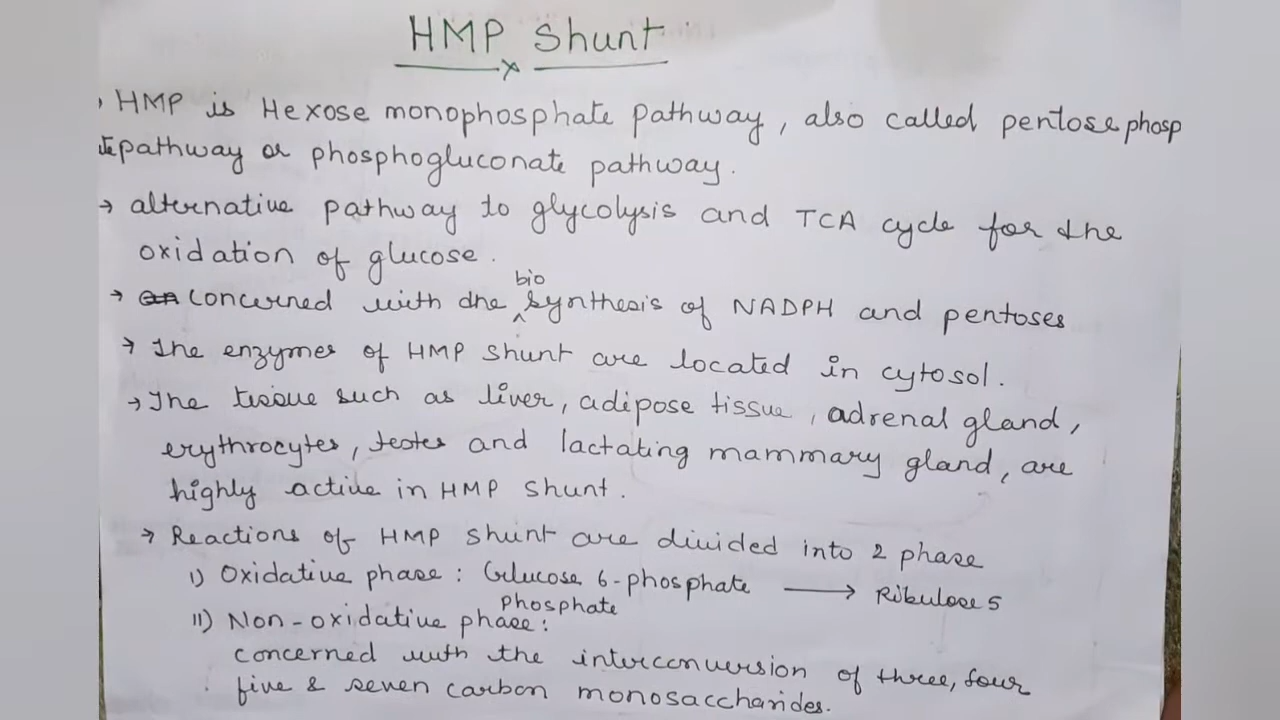 HMP Shunt
HMP is Hexose monophosphate pathway, also called pentose phosp
te pathway or phosphogluconate pathway.
→ alternative pathway to glycolysis and TCA cycle for the
oxidation of glucose.
→ concerned with the biosynthesis of NADPH and pentoses
→ The enzymes of HMP shunt are located in cytosol.
→ The tissue such as liver, adipose tissue, adrenal gland,
erythrocytes, testes and lactating mammary gland, are
highly active in HMP shunt.
→ Reactions of HMP shunt are divided into 2 phase
i) Oxidative phase: Glucose 6-phosphate ⟶ Ribulose 5
phosphate
ii) Non-oxidative phase:
concerned with the interconversion of three, four
five & seven carbon monosaccharides.